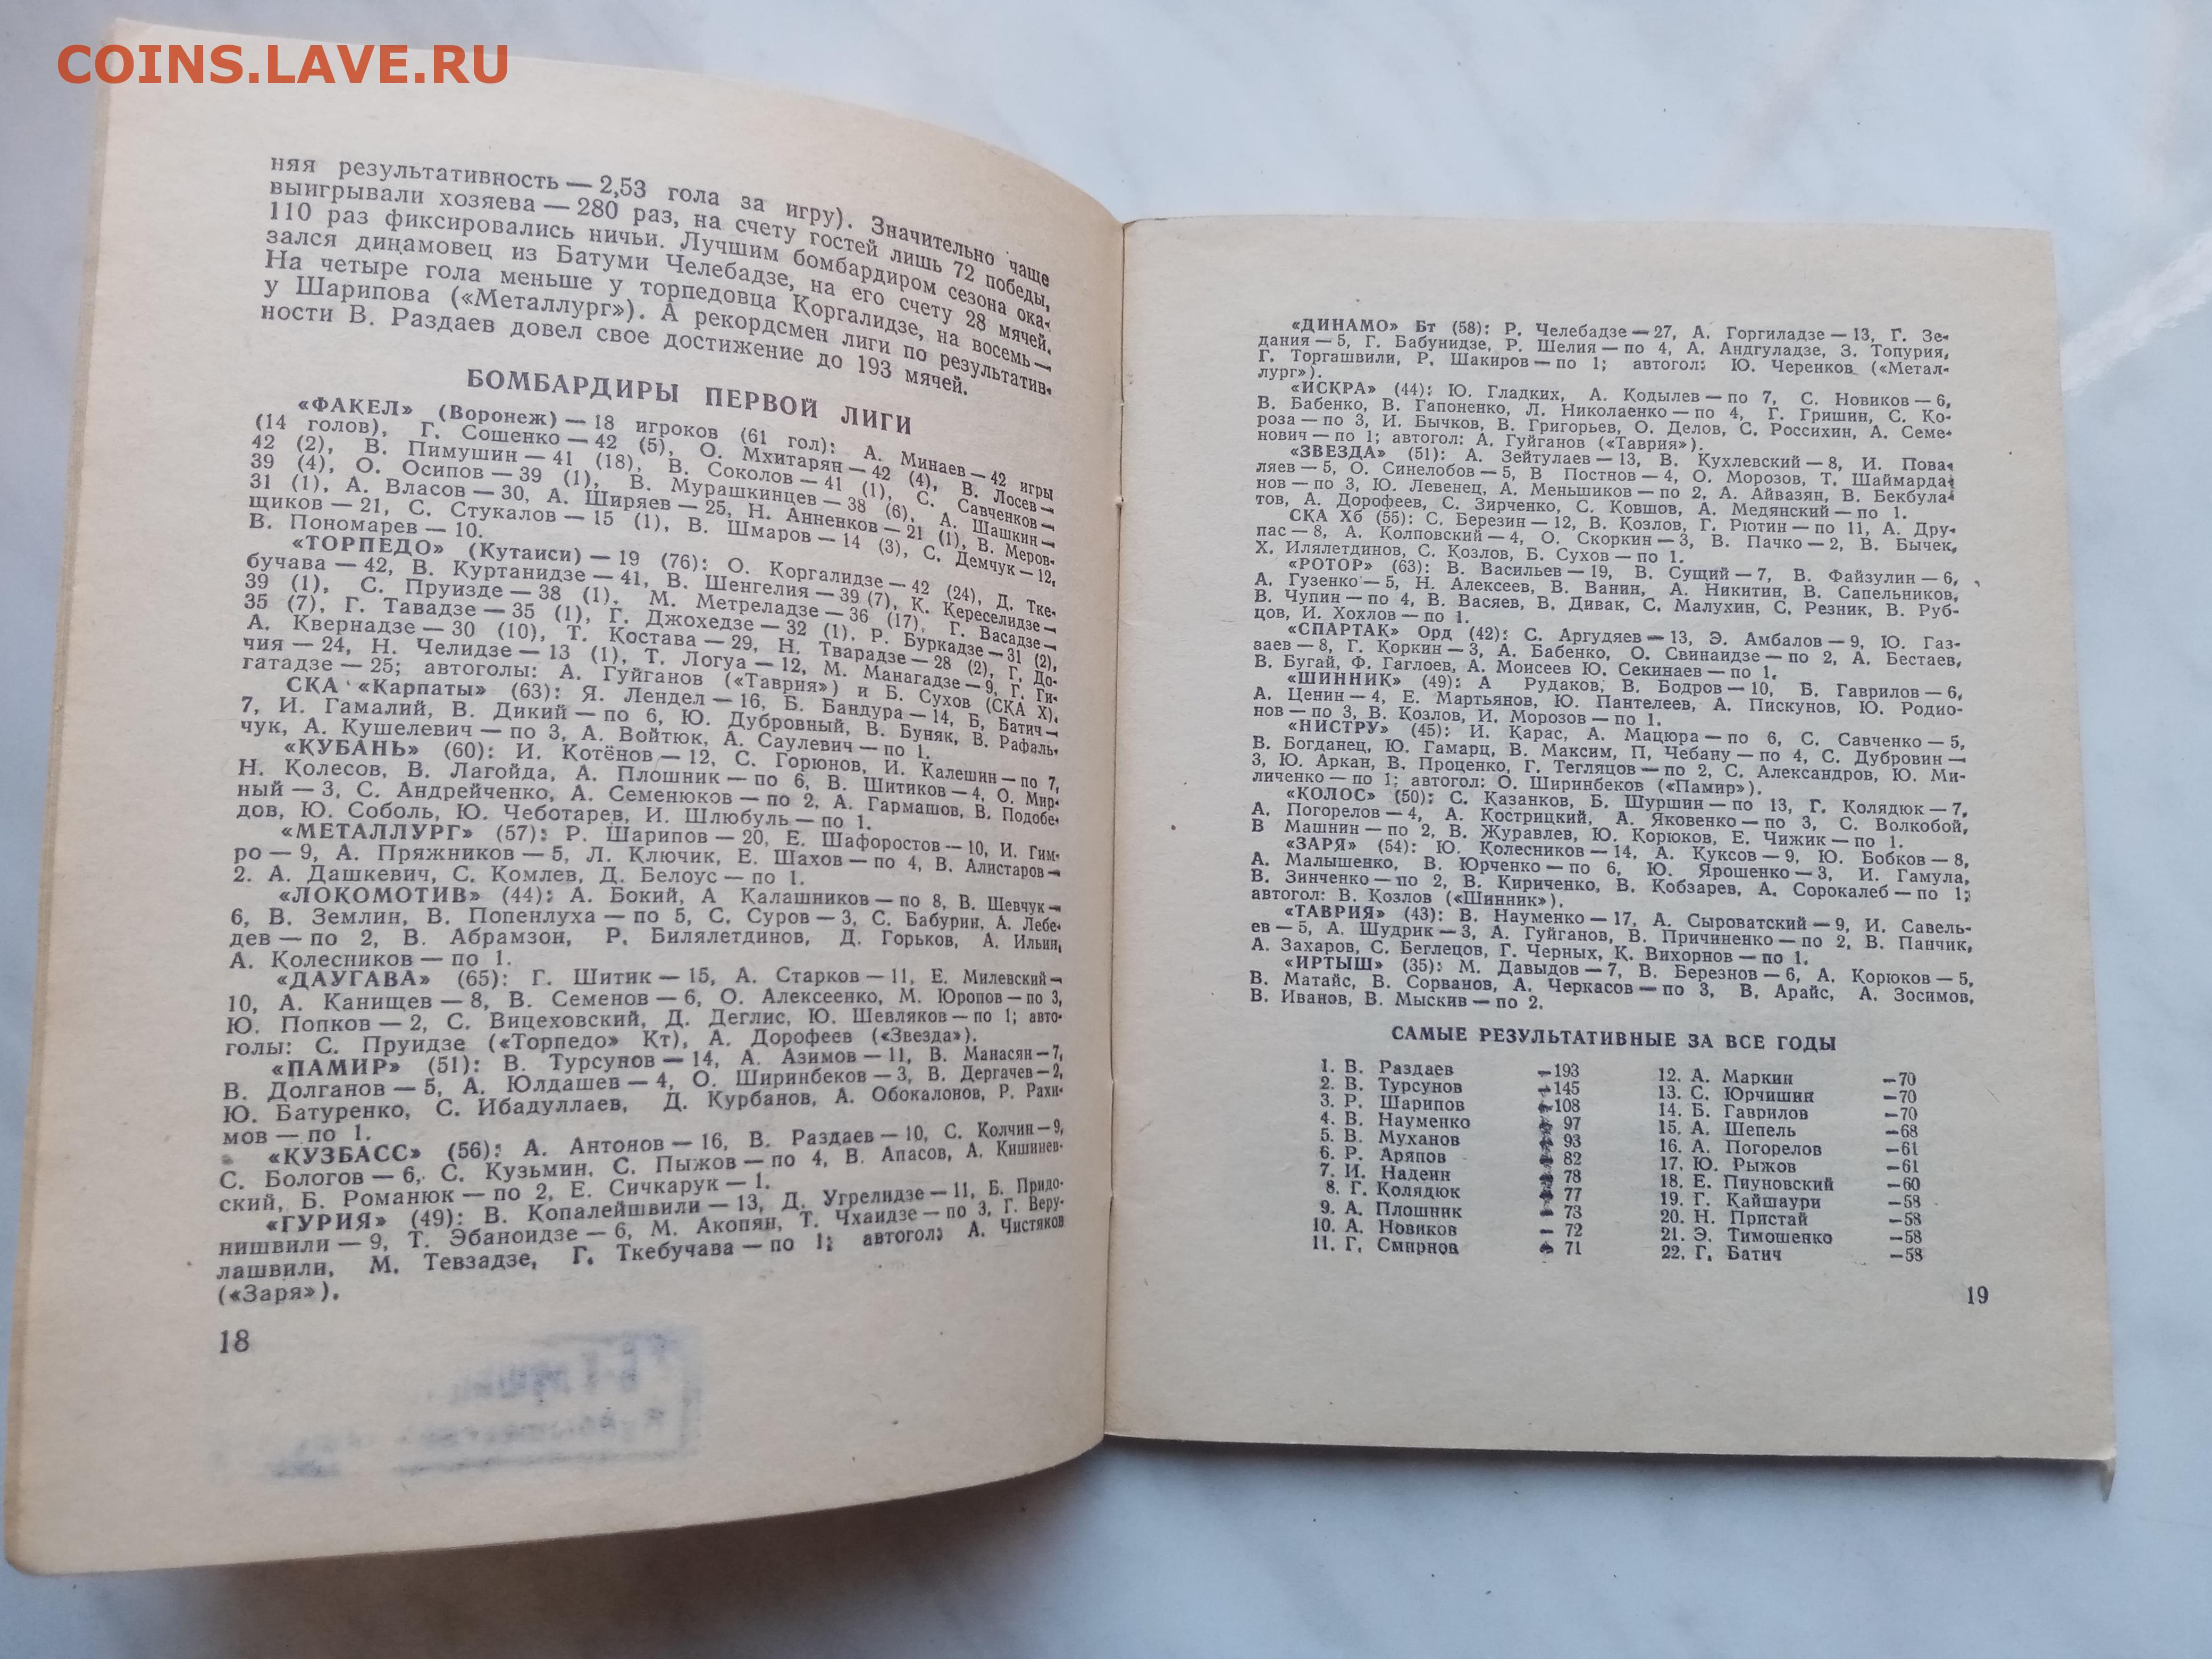 COINS.LAVE.RU
няя результативность — 2,53 гола за игру). Значительно чаще
выигрывали хозяева — 280 раз, на счету гостей лишь 72 победы,
110 раз фиксировались ничьи. Лучшим бомбардиром сезона ока-
зался динамовец из Батуми Челебадзе, на его счету 28 мячей.
На четыре гола меньше у торпедовца Коргалидзе, на восемь —
у Шарипова («Металлург»). А рекордсмен лиги по результатив-
ности В. Раздаев довел свое достижение до 193 мячей.
БОМБАРДИРЫ ПЕРВОЙ ЛИГИ
«ФАКЕЛ» (Воронеж) — 18 игроков (61 гол): А. Минаев — 42 игры
(14 голов), Г. Сошенко — 42 (5), О. Мхитарян — 42 (4), В. Лосев —
42 (2), В. Пимушин — 41 (18), В. Соколов — 41 (1), С. Савченков —
39 (4), О. Осипов — 39 (1), В. Мурашкинцев — 38 (6), А. Шашкин —
31 (1), А. Власов — 30, А. Ширяев — 25, Н. Анненков — 21 (1), В. Меров-
щиков — 21, С. Стукалов — 15 (1), В. Шмаров — 14 (3), С. Демчук — 12,
В. Пономарев — 10.
«ТОРПЕДО» (Кутаиси) — 19 (76): О. Коргалидзе — 42 (24), Д. Тке-
бучава — 42, В. Куртанидзе — 41, В. Шенгелия — 39 (7), К. Кереселидзе —
39 (1), С. Пруизде — 38 (1), М. Метреладзе — 36 (17), Г. Васадзе —
35 (7), Г. Тавадзе — 35 (1), Г. Джохедзе — 32 (1), Р. Буркадзе — 31 (2),
А. Квернадзе — 30 (10), Т. Костава — 29, Н. Тварадзе — 28 (2), Г. До-
чия — 24, Н. Челидзе — 13 (1), Т. Логуа — 12, М. Манагадзе — 9, Г. Ги-
гатадзе — 25; автоголы: А. Гуйганов («Таврия») и Б. Сухов (СКА Х).
СКА «Карпаты» (63): Я. Лендел — 16, Б. Бандура — 14, Б. Батич —
7, И. Гамалий, В. Дикий — по 6, Ю. Дубровный, В. Буняк, В. Рафаль-
чук, А. Кушелевич — по 3, А. Войтюк, А. Саулевич — по 1.
«КУБАНЬ» (60): И. Котёнов — 12, С. Горюнов, И. Калешин — по 7,
Н. Колесов, В. Лагойда, А. Плошник — по 6, В. Шитиков — 4, О. Мир-
ный — 3, С. Андрейченко, А. Семенюков — по 2, А. Гармашов, В. Подобе-
дов, Ю. Соболь, Ю. Чеботарев, И. Шлюбуль — по 1.
«МЕТАЛЛУРГ» (57): Р. Шарипов — 20, Е. Шафоростов — 10, И. Гим-
ро — 9, А. Пряжников — 5, Л. Ключик, Е. Шахов — по 4, В. Алистаров —
2. А. Дашкевич, С. Комлев, Д. Белоус — по 1.
«ЛОКОМОТИВ» (44): А. Бокий, А Калашников — по 8, В. Шевчук —
6, В. Землин, В. Попенлуха — по 5, С. Суров — 3, С. Бабурин, А. Лебе-
дев — по 2, В. Абрамзон, Р. Билялетдинов, Д. Горьков, А. Ильин,
А. Колесников — по 1.
«ДАУГАВА» (65): Г. Шитик — 15, А. Старков — 11, Е. Милевский —
10, А. Канищев — 8, В. Семенов — 6, О. Алексеенко, М. Юропов — по 3,
Ю. Попков — 2, С. Вицеховский, Д. Деглис, Ю. Шевляков — по 1; авто-
голы: С. Пруидзе («Торпедо» Кт), А. Дорофеев («Звезда»).
«ПАМИР» (51): В. Турсунов — 14, А. Азимов — 11, В. Манасян — 7,
В. Долганов — 5, А. Юлдашев — 4, О. Ширинбеков — 3, В. Дергачев — 2,
Ю. Батуренко, С. Ибадуллаев, Д. Курбанов, А. Обокалонов, Р. Рахи-
мов — по 1.
«КУЗБАСС» (56): А. Антонов — 16, В. Раздаев — 10, С. Колчин — 9,
С. Бологов — 6, С. Кузьмин, С. Пыжов — по 4, В. Апасов, А. Кишинев-
ский, Б. Романюк — по 2, Е. Сичкарук — 1.
«ГУРИЯ» (49): В. Копалейшвили — 13, Д. Угрелидзе — 11, Б. Придо-
нишвили — 9, Т. Эбаноидзе — 6, М. Акопян, Т. Чхаидзе — по 3, Г. Веру-
лашвили, М. Тевзадзе, Г. Ткебучава — по 1; автогол: А. Чистяков
(«Заря»).
18
«ДИНАМО» Бт (58): Р. Челебадзе — 27, А. Горгиладзе — 13, Г. Зе-
дания — 5, Г. Бабунидзе, Р. Шелия — по 4, А. Андгуладзе, З. Топурия,
Г. Торгашвили, Р. Шакиров — по 1; автогол: Ю. Черенков («Метал-
лург»).
«ИСКРА» (44): Ю. Гладких, А. Кодылев — по 7, С. Новиков — 6,
В. Бабенко, В. Гапоненко, Л. Николаенко — по 4, Г. Гришин, С. Ко-
роза — по 3, И. Бычков, В. Григорьев, О. Делов, С. Россихин, А. Семе-
нович — по 1; автогол: А. Гуйганов («Таврия»).
«ЗВЕЗДА» (51): А. Зейтулаев — 13, В. Кухлевский — 8, И. Пова-
ляев — 5, О. Синелобов — 5, В Постнов — 4, О. Морозов, Т. Шаймарда-
нов — по 3, Ю. Левенец, А. Меньшиков — по 2, А. Айвазян, В. Бекбула-
тов, А. Дорофеев, С. Зирченко, С. Ковшов, А. Медянский — по 1.
СКА Хб (55): С. Березин — 12, В. Козлов, Г. Рютин — по 11, А. Дру-
пас — 8, А. Колповский — 4, О. Скоркин — 3, В. Пачко — 2, В. Бычек,
Х. Илялетдинов, С. Козлов, Б. Сухов — по 1.
«РОТОР» (63): В. Васильев — 19, В. Сущий — 7, В. Файзулин — 6,
А. Гузенко — 5, Н. Алексеев, В. Ванин, А. Никитин, В. Сапельников,
В. Чупин — по 4, В. Васяев, В. Дивак, С. Малухин, С. Резник, В. Руб-
цов, И. Хохлов — по 1.
«СПАРТАК» Орд (42): С. Аргудяев — 13, Э. Амбалов — 9, Ю. Газ-
заев — 8, Г. Коркин — 3, А. Бабенко, О. Свинаидзе — по 2, А. Бестаев,
В. Бугай, Ф. Гаглоев, А. Моисеев Ю. Секинаев — по 1.
«ШИННИК» (49): А Рудаков, В. Бодров — 10, Б. Гаврилов — 6,
А. Ценин — 4, Е. Мартьянов, Ю. Пантелеев, А. Пискунов, Ю. Родио-
нов — по 3, В. Козлов, И. Морозов — по 1.
«НИСТРУ» (45): И. Карас, А. Мацюра — по 6, С. Савченко — 5,
В. Богданец, Ю. Гамарц, В. Максим, П. Чебану — по 4, С. Дубровин —
3, Ю. Аркан, В. Проценко, Г. Тегляцов — по 2, С. Александров, Ю. Ми-
личенко — по 1; автогол: О. Ширинбеков («Памир»).
«КОЛОС» (50): С. Казанков, Б. Шуршин — по 13, Г. Колядюк — 7,
А. Погорелов — 4, А. Кострицкий, А. Яковенко — по 3, С. Волкобой,
В Машнин — по 2, В. Журавлев, Ю. Корюков, Е. Чижик — по 1.
«ЗАРЯ» (54): Ю. Колесников — 14, А. Куксов — 9, Ю. Бобков — 8,
А. Малышенко, В. Юрченко — по 6, Ю. Ярошенко — 3, И. Гамула,
В. Зинченко — по 2, В. Кириченко, В. Кобзарев, А. Сорокалеб — по 1;
автогол: В. Козлов («Шинник»).
«ТАВРИЯ» (43): В. Науменко — 17, А. Сыроватский — 9, И. Савель-
ев — 5, А. Шудрик — 3, А. Гуйганов, В. Причиненко — по 2, В. Панчик,
А. Захаров, С. Беглецов, Г. Черных, К. Вихорнов — по 1.
«ИРТЫШ» (35): М. Давыдов — 7, В. Березнов — 6, А. Корюков — 5,
В. Матайс, В. Сорванов, А. Черкасов — по 3, В. Арайс, А. Зосимов,
В. Иванов, В. Мыскив — по 2.
САМЫЕ РЕЗУЛЬТАТИВНЫЕ ЗА ВСЕ ГОДЫ
1. В. Раздаев — 193
2. В. Турсунов — 145
3. Р. Шарипов — 108
4. В. Науменко — 97
5. В. Муханов — 93
6. Р. Аряпов — 82
7. И. Надеин — 78
8. Г. Колядюк — 77
9. А. Плошник — 73
10. А. Новиков — 72
11. Г. Смирнов — 71
12. А. Маркин — 70
13. С. Юрчишин — 70
14. Б. Гаврилов — 70
15. А. Шепель — 68
16. А. Погорелов — 61
17. Ю. Рыжов — 61
18. Е. Пиуновский — 60
19. Г. Кайшаури — 58
20. Н. Пристай — 58
21. Э. Тимошенко — 58
22. Г. Батич — 58
19